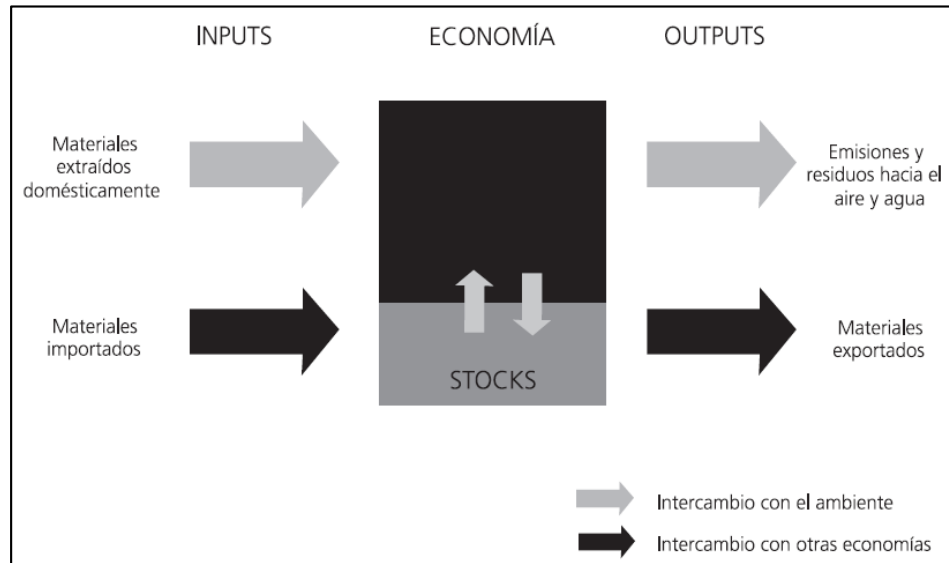 INPUTS
ECONOMÍA
OUTPUTS
Materiales
extraídos
domésticamente
Emisiones y
residuos hacia el
aire y agua
Materiales
importados
STOCKS
Materiales
exportados
Intercambio con el ambiente
Intercambio con otras economías